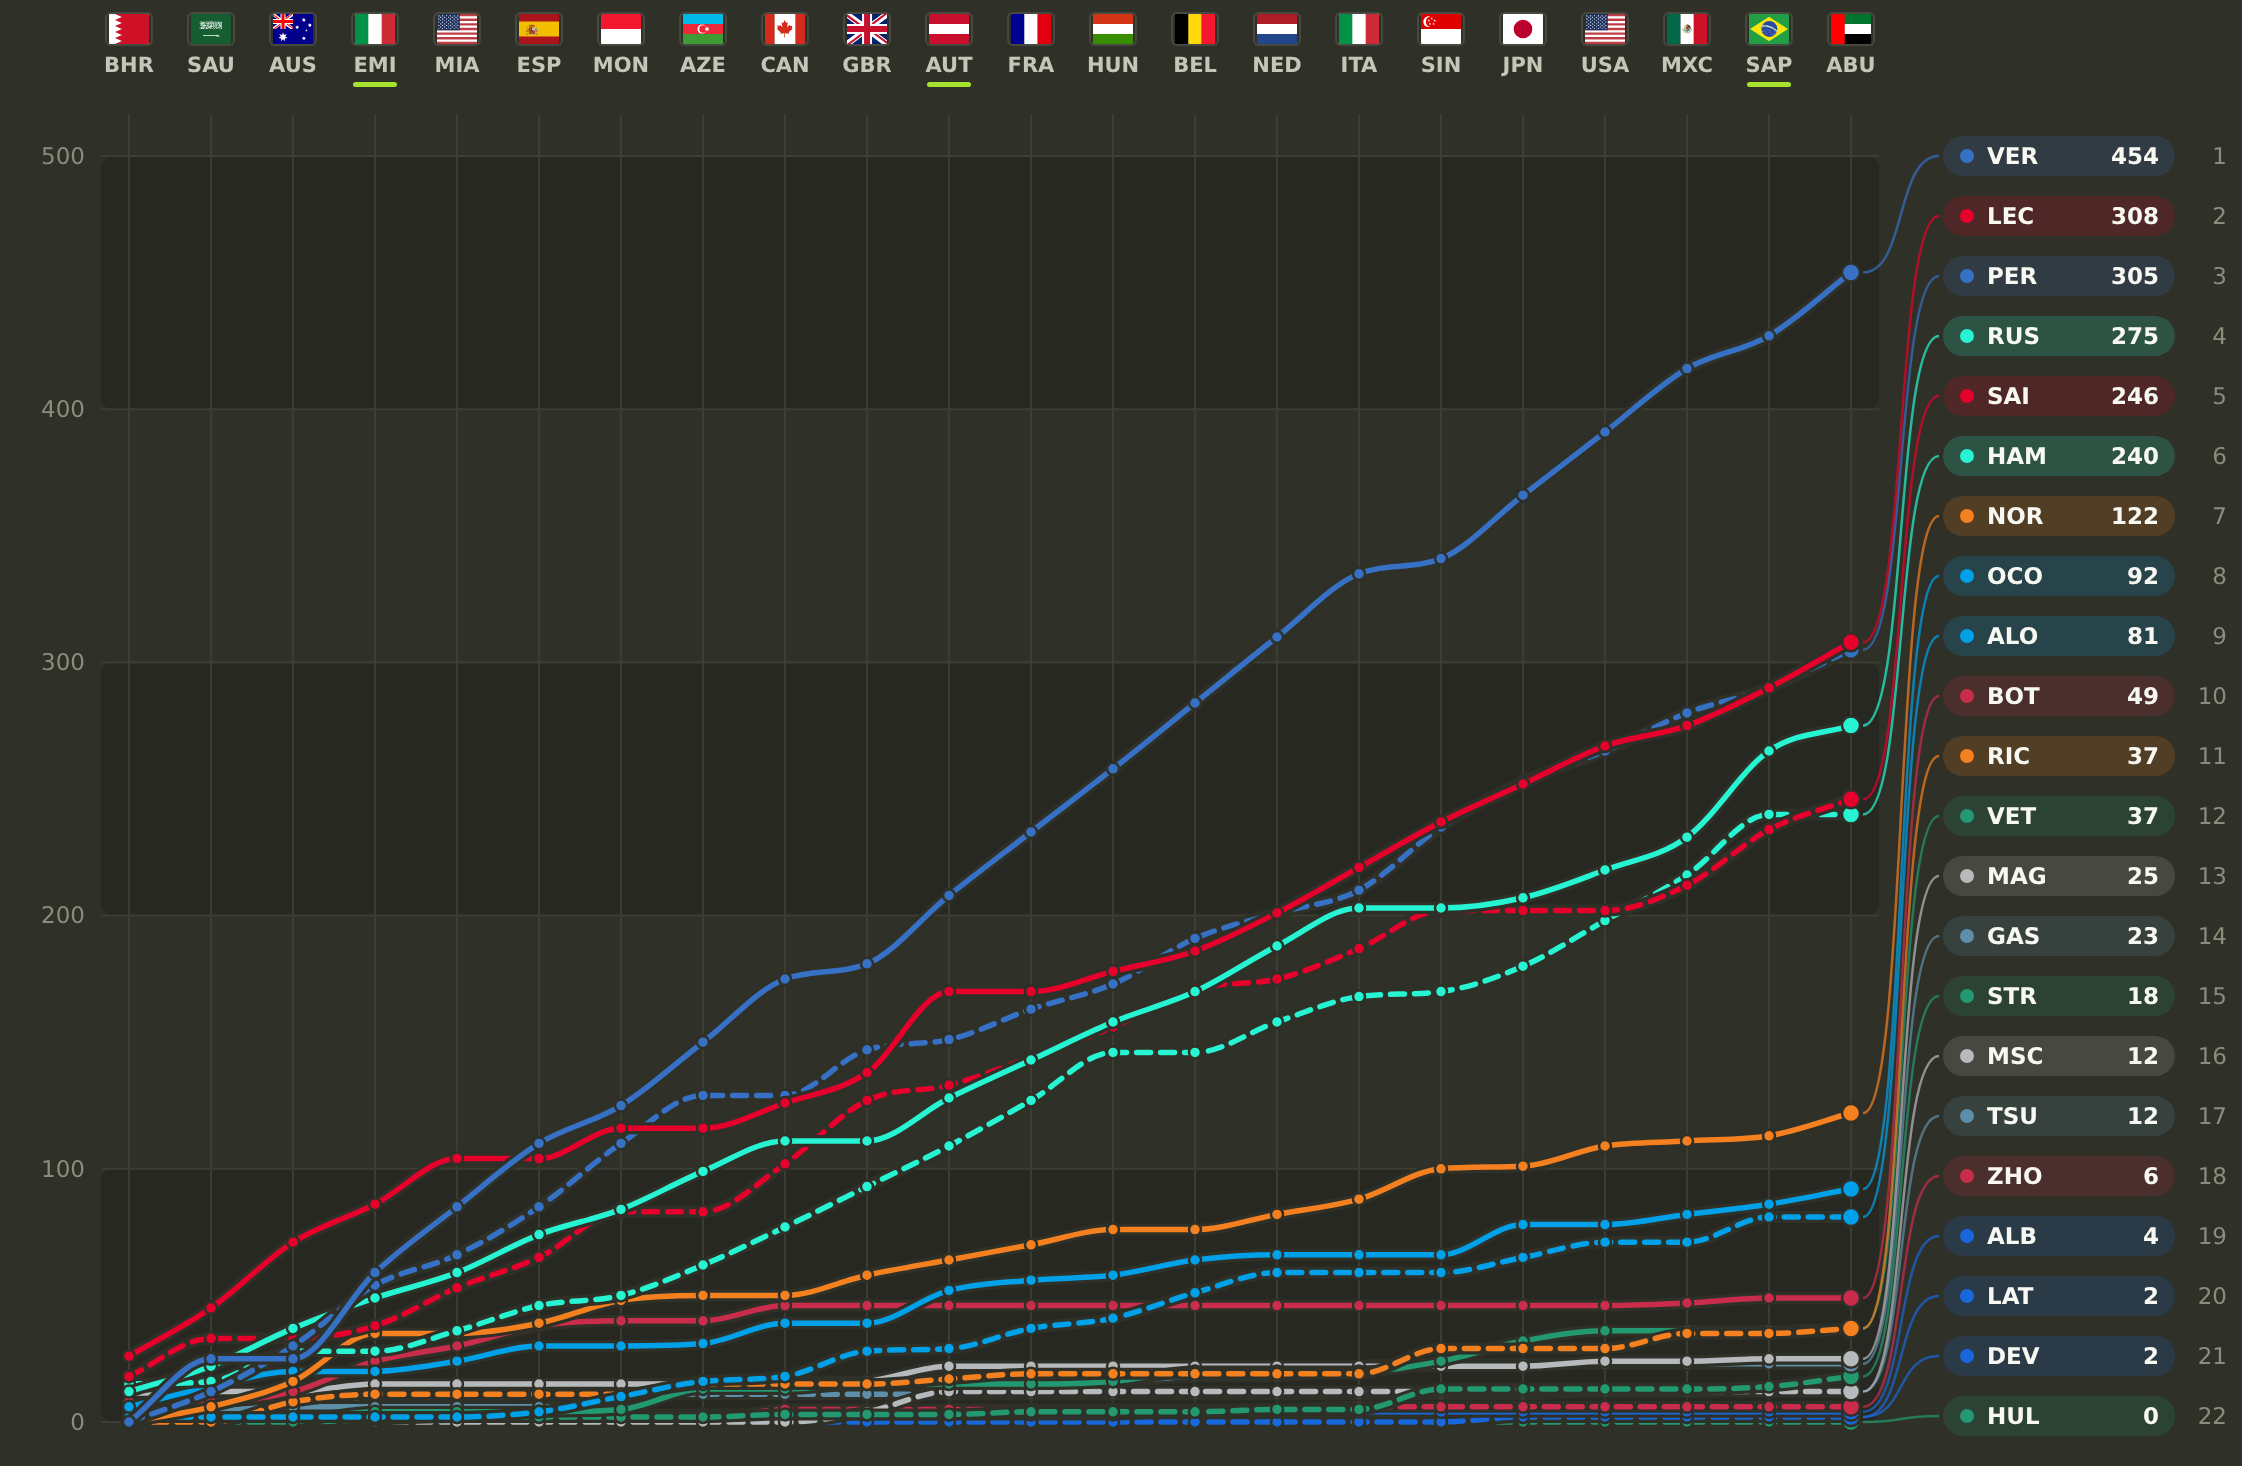 BHR SAU AUS EMI MIA ESP MON AZE CAN GBR AUT FRA HUN BEL NED ITA SIN JPN USA MXC SAP ABU
500
400
300
200
100
0
VER 454 1
LEC 308 2
PER 305 3
RUS 275 4
SAI 246 5
HAM 240 6
NOR 122 7
OCO 92 8
ALO 81 9
BOT 49 10
RIC 37 11
VET 37 12
MAG 25 13
GAS 23 14
STR 18 15
MSC 12 16
TSU 12 17
ZHO 6 18
ALB 4 19
LAT 2 20
DEV 2 21
HUL 0 22